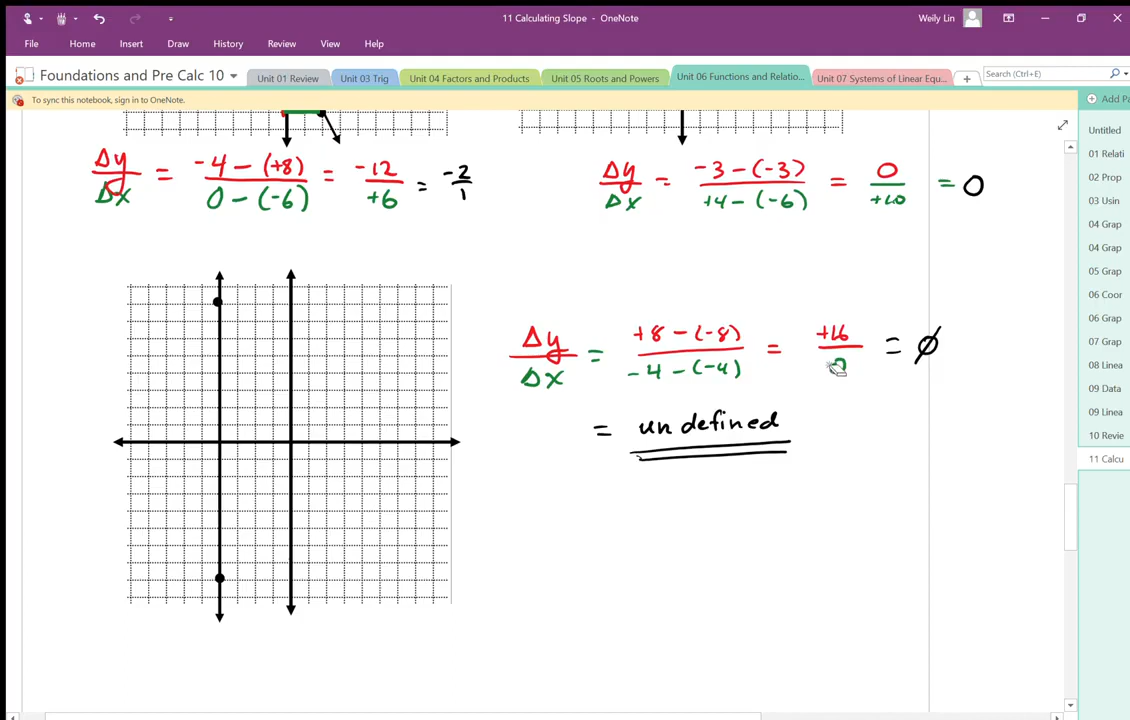 11 Calculating Slope - OneNote
Weily Lin
File Home Insert Draw History Review View Help
Foundations and Pre Calc 10
Unit 01 Review
Unit 03 Trig
Unit 04 Factors and Products
Unit 05 Roots and Powers
Unit 06 Functions and Relatio...
Unit 07 Systems of Linear Equ...
Search (Ctrl+E)
To sync this notebook, sign in to OneNote.
Add Pa
Untitled
01 Relati
02 Prop
03 Usin
04 Grap
04 Grap
05 Grap
06 Coor
06 Grap
07 Grap
08 Linea
09 Data
09 Linea
10 Revie
11 Calcu
Δy/Δx = -4-(+8)/0-(-6) = -12/+6 = -2/1
Δy/Δx = -3-(-3)/+4-(-6) = 0/+10 = 0
Δy/Δx = +8-(-8)/-4-(-4) = +16/0 = ∅
= undefined